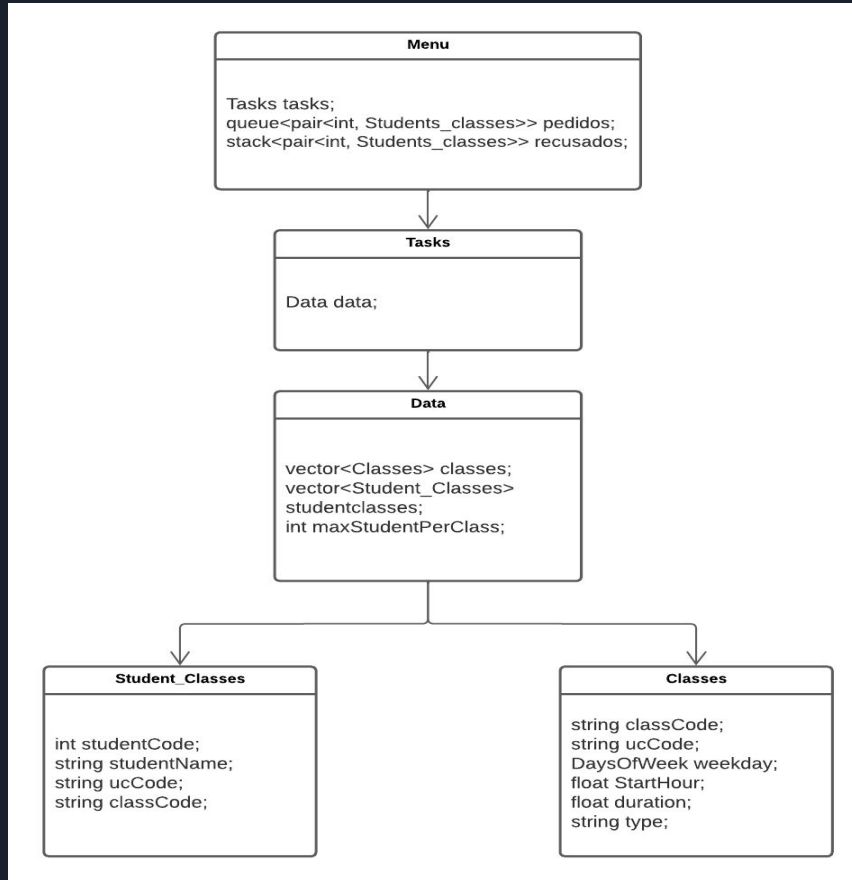 Menu
Tasks tasks;
queue<pair<int, Students_classes>> pedidos;
stack<pair<int, Students_classes>> recusados;
Tasks
Data data;
Data
vector<Classes> classes;
vector<Student_Classes>
studentclasses;
int maxStudentPerClass;
Student_Classes
int studentCode;
string studentName;
string ucCode;
string classCode;
Classes
string classCode;
string ucCode;
DaysOfWeek weekday;
float StartHour;
float duration;
string type;